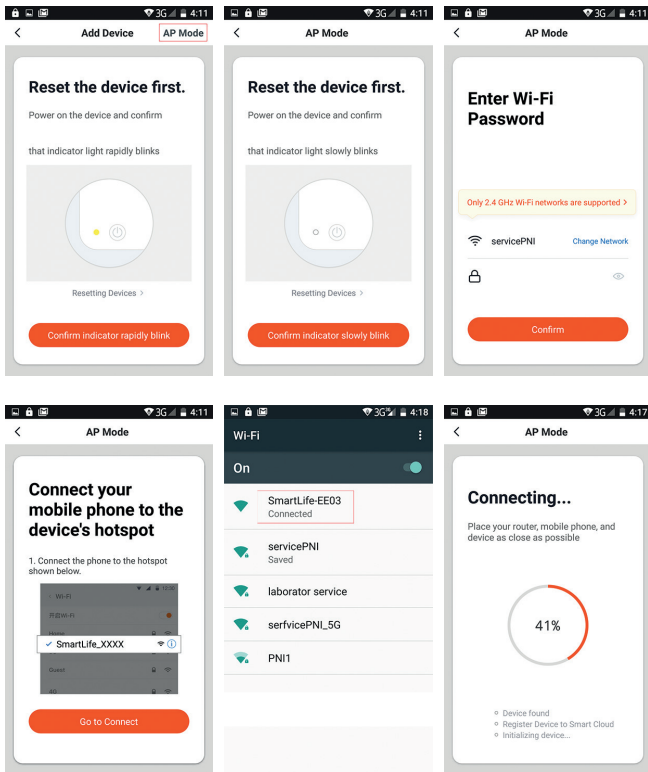 3G 4:11
Add Device
AP Mode
Reset the device first.
Power on the device and confirm
that indicator light rapidly blinks
Resetting Devices >
Confirm indicator rapidly blink
3G 4:11
AP Mode
Reset the device first.
Power on the device and confirm
that indicator light slowly blinks
Resetting Devices >
Confirm indicator slowly blink
3G 4:11
AP Mode
Enter Wi-Fi
Password
Only 2.4 GHz Wi-Fi networks are supported >
servicePNI
Change Network
Confirm
3G 4:11
AP Mode
Connect your
mobile phone to the
device's hotspot
1. Connect the phone to the hotspot
shown below.
Wi-Fi
Home
SmartLife_XXXX
Guest
4G
Go to Connect
3G 4:18
Wi-Fi
On
SmartLife-EE03
Connected
servicePNI
Saved
laborator service
serfvicePNI_5G
PNI1
3G 4:17
AP Mode
Connecting...
Place your router, mobile phone, and
device as close as possible
41%
Device found
Register Device to Smart Cloud
Initializing device...